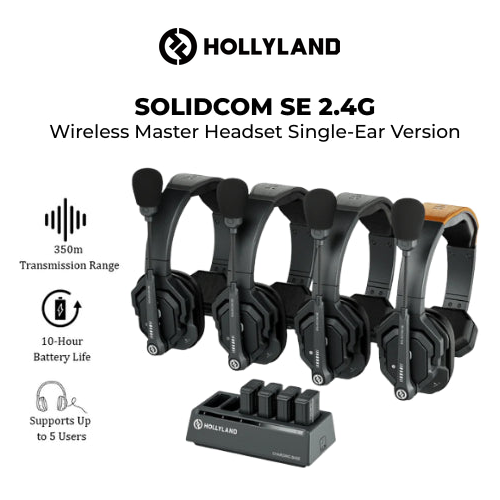 HOLLYLAND
SOLIDCOM SE 2.4G
Wireless Master Headset Single-Ear Version
350m
Transmission Range
10-Hour
Battery Life
Supports Up
to 5 Users
HOLLYLAND